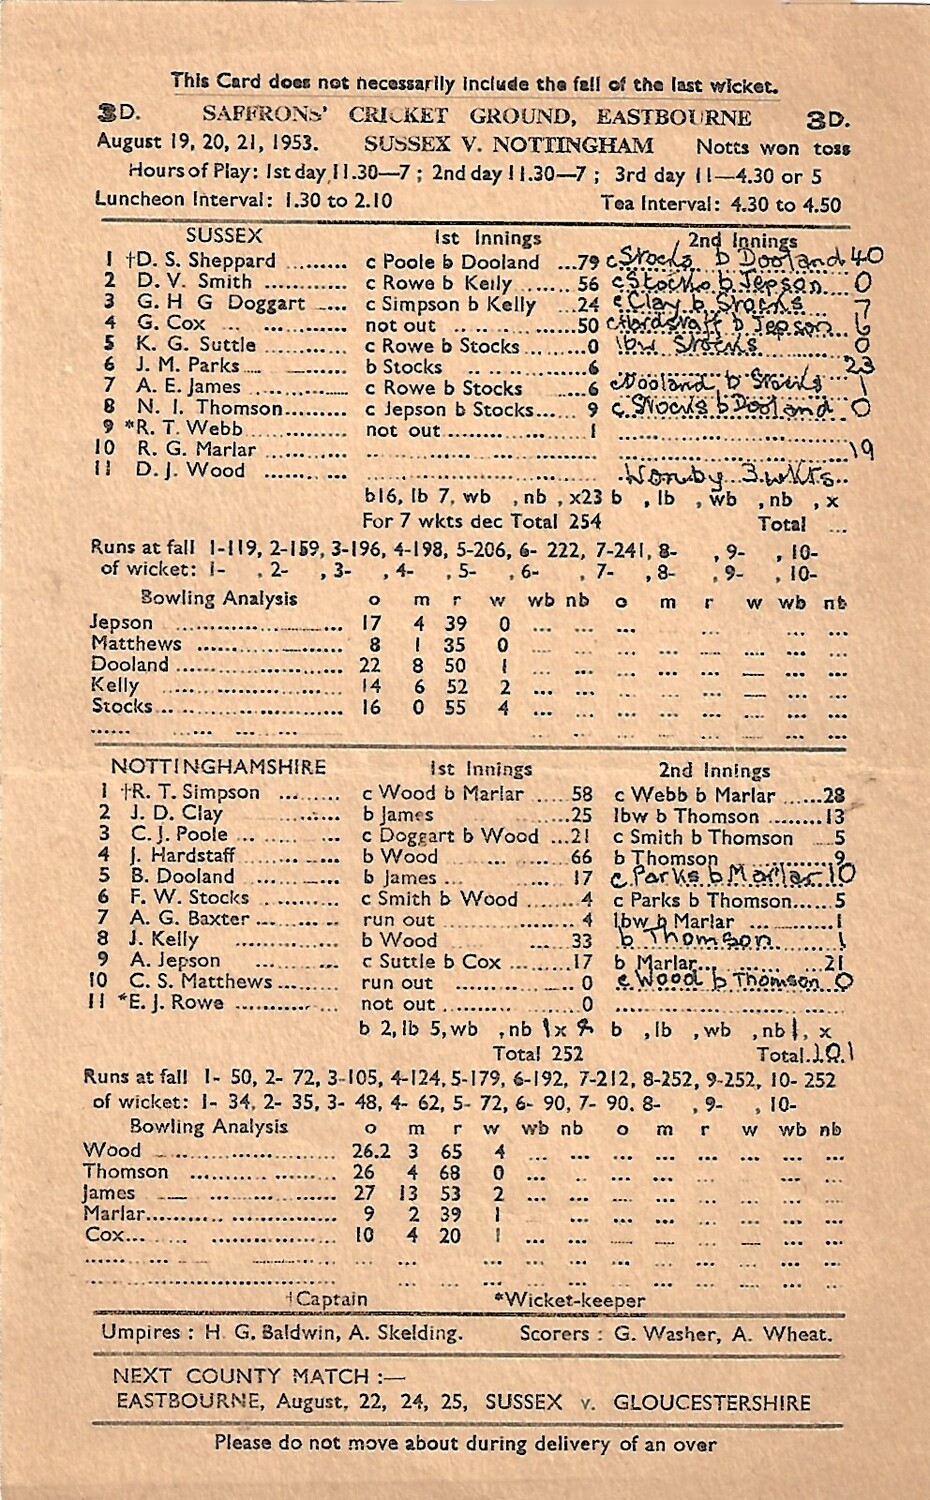 This Card does not necessarily include the fall of the last wicket.
3D. SAFFRONS' CRICKET GROUND, EASTBOURNE 3D.
August 19, 20, 21, 1953. SUSSEX V. NOTTINGHAM Notts won toss
Hours of Play: 1st day 11.30—7 ; 2nd day 11.30—7 ; 3rd day 11—4.30 or 5
Luncheon Interval: 1.30 to 2.10 Tea Interval: 4.30 to 4.50
SUSSEX 1st Innings 2nd Innings
1 †D. S. Sheppard ......... c Poole b Dooland ...79 c Stocks b Dooland 40
2 D. V. Smith ............ c Rowe b Kelly ....... 56 c Stocks b Jepson 0
3 G. H G Doggart .... c Simpson b Kelly ...24 c Clay b Stocks 7
4 G. Cox ... ............ not out .. ............50 c Hardstaff b Jepson 6
5 K. G. Suttle ............ c Rowe b Stocks .........0 lbw Stocks 0
6 J. M. Parks .... ......... b Stocks .. .. ............6 23
7 A. E. James ............ c Rowe b Stocks ......6 c Dooland b Stocks 1
8 N. I. Thomson......... c Jepson b Stocks...... 9 c Stocks b Dooland 0
9 *R. T. Webb ............ not out.................. 1
10 R. G. Marlar ............ 19
11 D. J. Wood ............ Won by 3 wkts.
b16, lb 7, wb , nb , x23 b , lb , wb , nb , x
For 7 wkts dec Total 254 Total ...
Runs at fall 1-119, 2-159, 3-196, 4-198, 5-206, 6- 222, 7-241, 8- , 9- , 10-
of wicket: 1- , 2- , 3- , 4- , 5- , 6- , 7- , 8- , 9- , 10-
Bowling Analysis o m r w wb nb o m r w wb nb
Jepson ..................... 17 4 39 0
Matthews .................. 8 1 35 0
Dooland ..................... 22 8 50 1
Kelly ..................... 14 6 52 2
Stocks ..................... 16 0 55 4
NOTTINGHAMSHIRE 1st Innings 2nd Innings
1 †R. T. Simpson ......... c Wood b Marlar ..... 58 c Webb b Marlar ......28
2 J. D. Clay ......... b James ..........25 lbw b Thomson .........13
3 C. J. Poole ... ......... c Doggart b Wood ...21 c Smith b Thomson 5
4 J. Hardstaff ............ b Wood ... ... ......66 b Thomson ............9
5 B. Dooland ............ b James ... ......... 17 c Parks b Marlar 10
6 F. W. Stocks ............ c Smith b Wood ......4 c Parks b Thomson......5
7 A. G. Baxter ............ run out ............... 4 lbw b Marlar ............1
8 J. Kelly ............ b Wood ...33 b Thomson 1
9 A. Jepson ............ c Suttle b Cox .........17 b Marlar... .........21
10 C. S. Matthews ......... run out ............ 0 c Wood b Thomson 0
11 *E. J. Rowe ............ not out ............0
b 2, lb 5, wb , nb 1 x 8 b , lb , wb , nb 1, x
Total 252 Total 101
Runs at fall 1- 50, 2- 72, 3-105, 4-124, 5-179, 6-192, 7-212, 8-252, 9-252, 10- 252
of wicket: 1- 34, 2- 35, 3- 48, 4- 62, 5- 72, 6- 90, 7- 90. 8- , 9- , 10-
Bowling Analysis o m r w wb nb o m r w wb nb
Wood ..................... 26.2 3 65 4
Thomson .................. 26 4 68 0
James ..................... 27 13 53 2
Marlar..................... 9 2 39 1
Cox... ..................... 10 4 20 1
†Captain *Wicket-keeper
Umpires : H. G. Baldwin, A. Skelding. Scorers : G. Washer, A. Wheat.
NEXT COUNTY MATCH :—
EASTBOURNE, August, 22, 24, 25, SUSSEX v. GLOUCESTERSHIRE
Please do not move about during delivery of an over